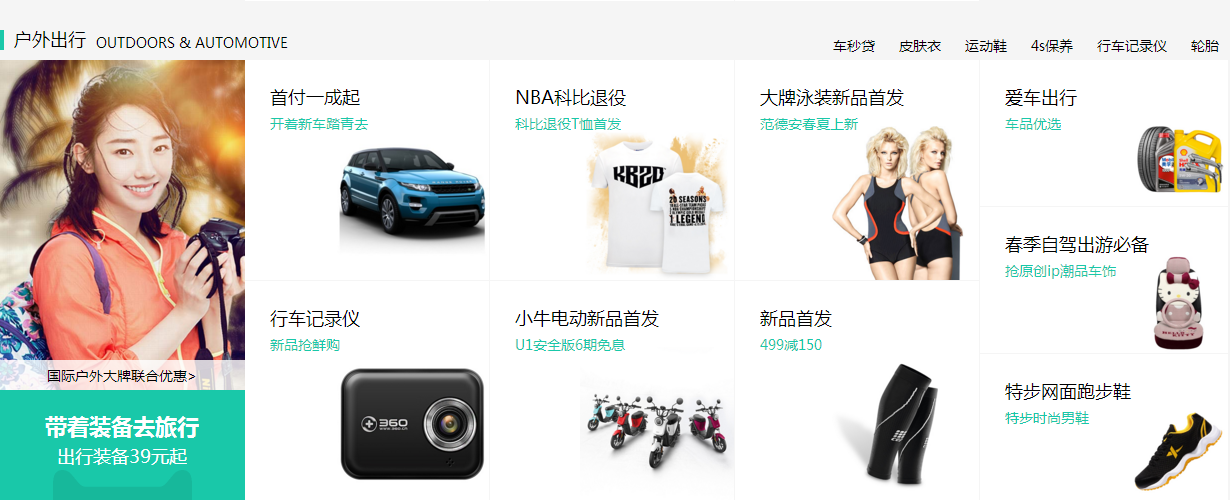 户外出行 OUTDOORS & AUTOMOTIVE
车秒贷 皮肤衣 运动鞋 4s保养 行车记录仪 轮胎
国际户外大牌联合优惠>
带着装备去旅行
出行装备39元起
首付一成起
开着新车踏青去
NBA科比退役
科比退役T恤首发
KB20
20 SEASONS
1 LEGEND
大牌泳装新品首发
范德安春夏上新
爱车出行
车品优选
春季自驾出游必备
抢原创ip潮品车饰
HELLO KITTY
行车记录仪
新品抢鲜购
360
www.360.cn
小牛电动新品首发
U1安全版6期免息
新品首发
499减150
特步网面跑步鞋
特步时尚男鞋